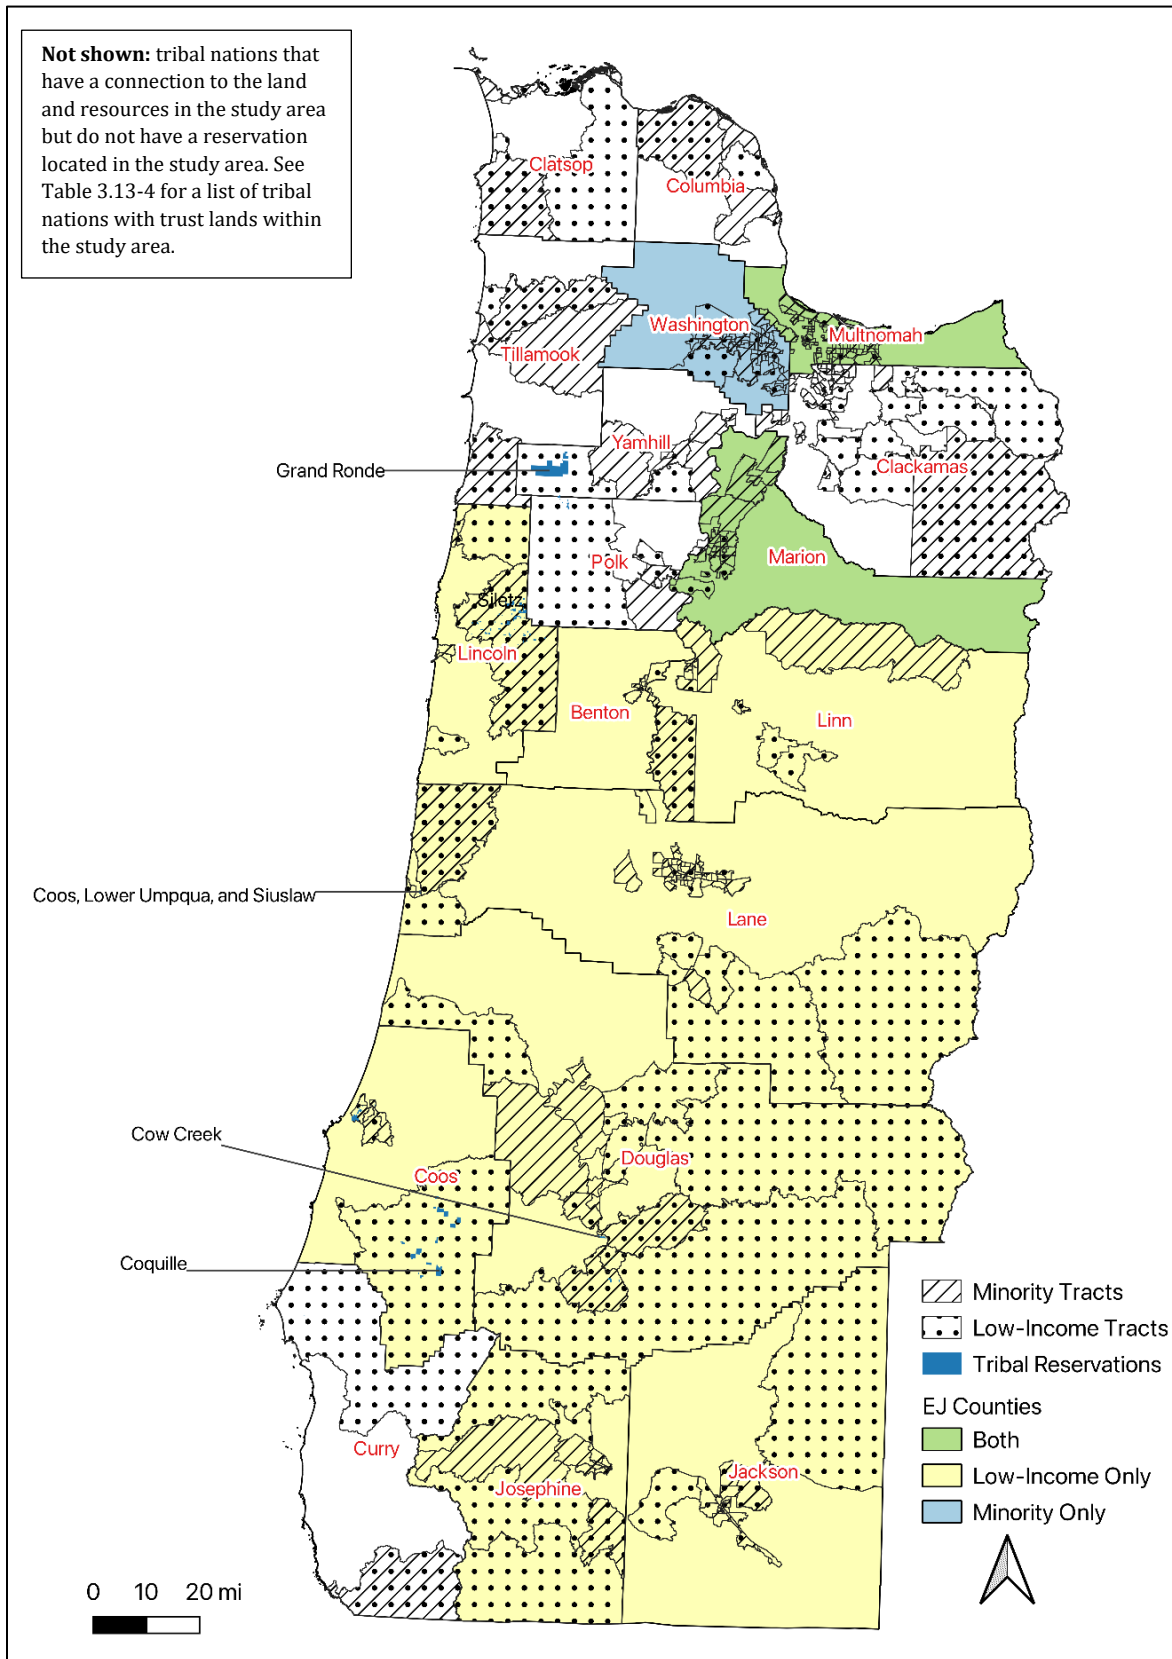 Not shown: tribal nations that
have a connection to the land
and resources in the study area
but do not have a reservation
located in the study area. See
Table 3.13-4 for a list of tribal
nations with trust lands within
the study area.
Clatsop
Columbia
Washington
Multnomah
Tillamook
Yamhill
Clackamas
Grand Ronde
Polk
Marion
Siletz
Lincoln
Benton
Linn
Coos, Lower Umpqua, and Siuslaw
Lane
Cow Creek
Douglas
Coos
Coquille
Minority Tracts
Low-Income Tracts
Tribal Reservations
EJ Counties
Both
Low-Income Only
Minority Only
Curry
Josephine
Jackson
0 10 20 mi